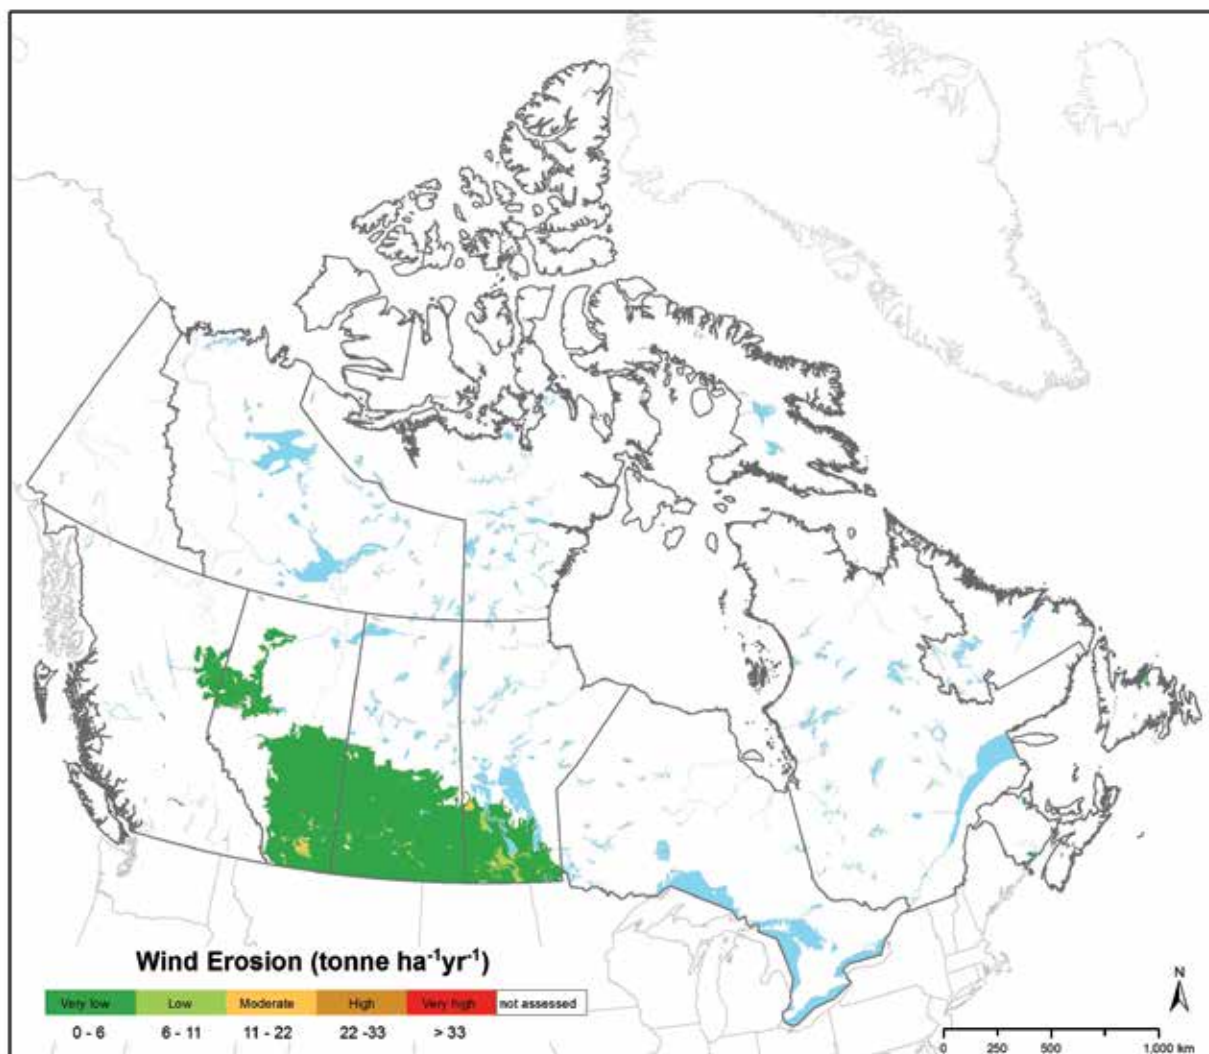 Wind Erosion (tonne ha⁻¹yr⁻¹)
Very low Low Moderate High Very high not assessed
0 - 6 6 - 11 11 - 22 22 -33 > 33
N
0 250 500 1,000 km